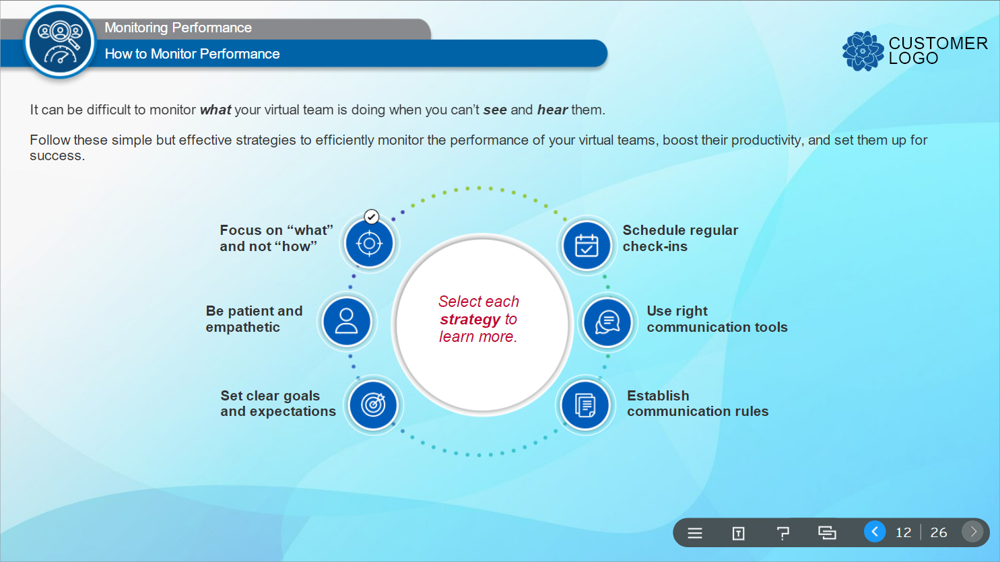 Monitoring Performance
How to Monitor Performance
CUSTOMER
LOGO
It can be difficult to monitor what your virtual team is doing when you can’t see and hear them.
Follow these simple but effective strategies to efficiently monitor the performance of your virtual teams, boost their productivity, and set them up for
success.
Focus on “what”
and not “how”
Schedule regular
check-ins
Be patient and
empathetic
Select each
strategy to
learn more.
Use right
communication tools
Set clear goals
and expectations
Establish
communication rules
T
?
12 | 26